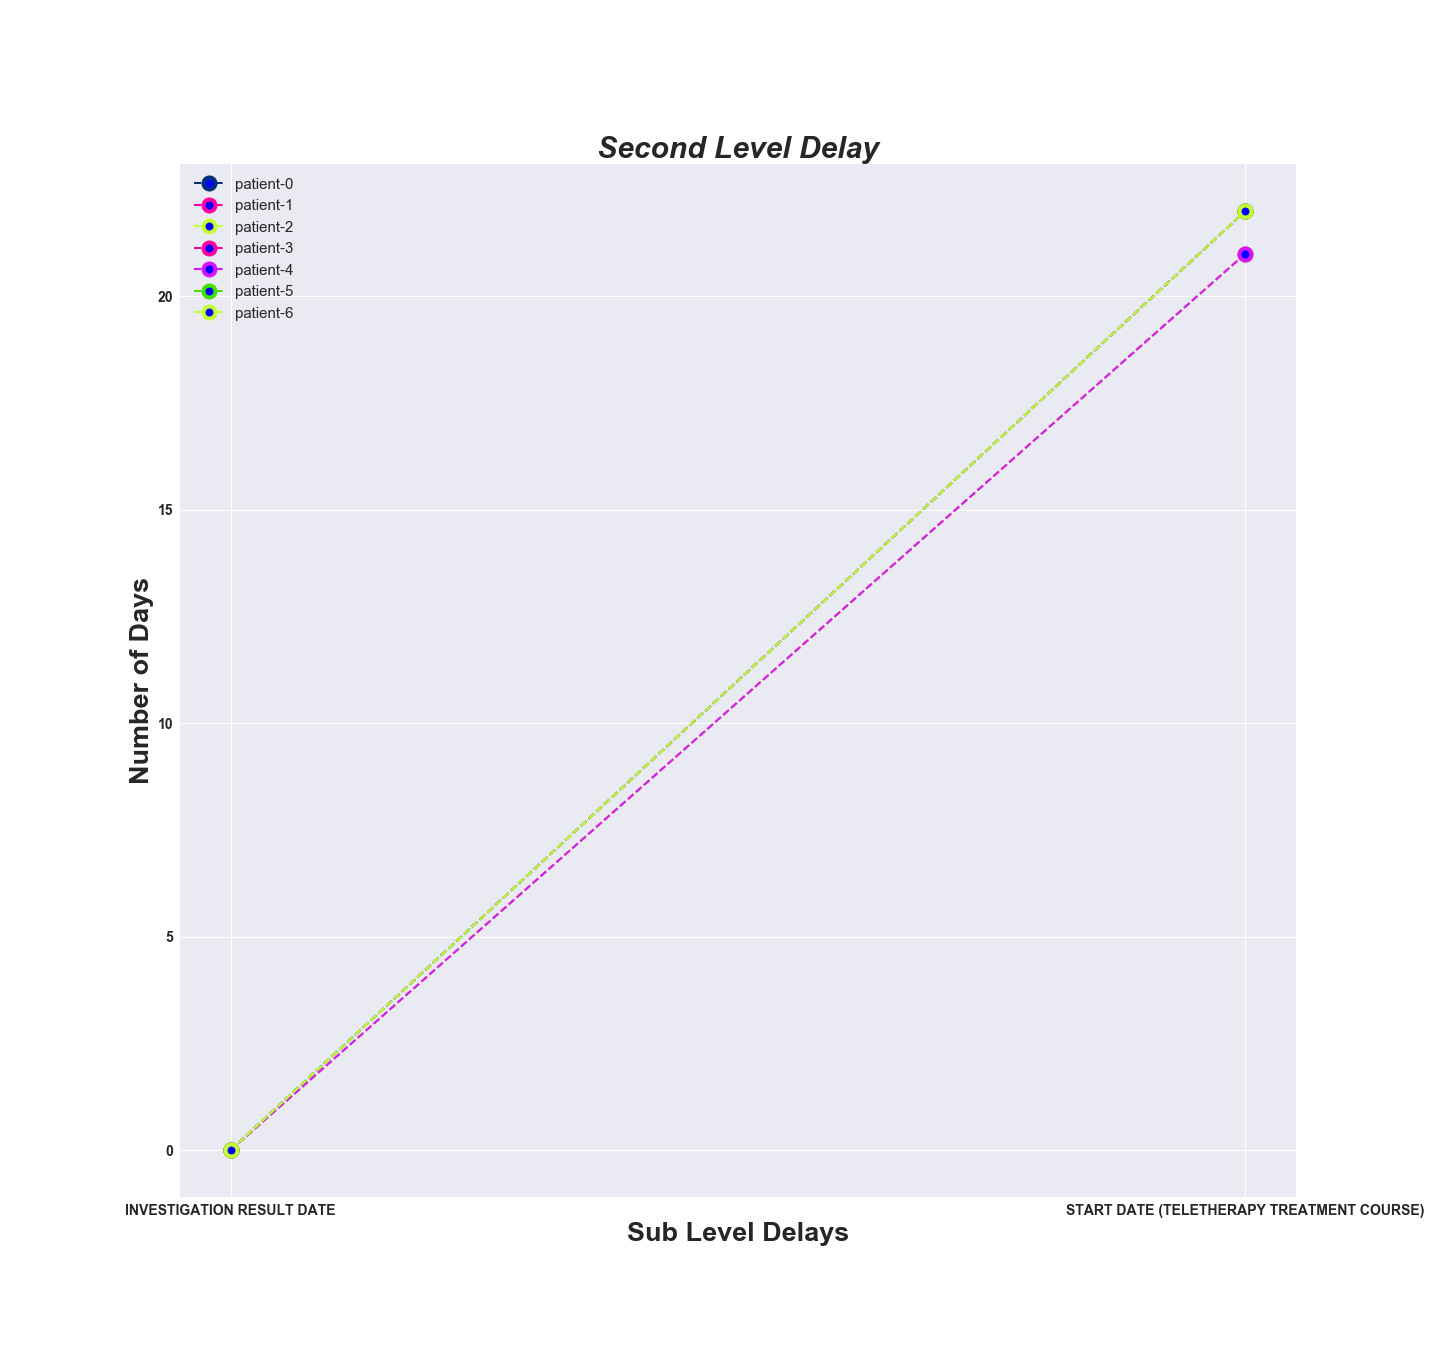 Second Level Delay
patient-0
patient-1
patient-2
patient-3
patient-4
patient-5
patient-6
20
15
10
5
0
Number of Days
INVESTIGATION RESULT DATE
START DATE (TELETHERAPY TREATMENT COURSE)
Sub Level Delays